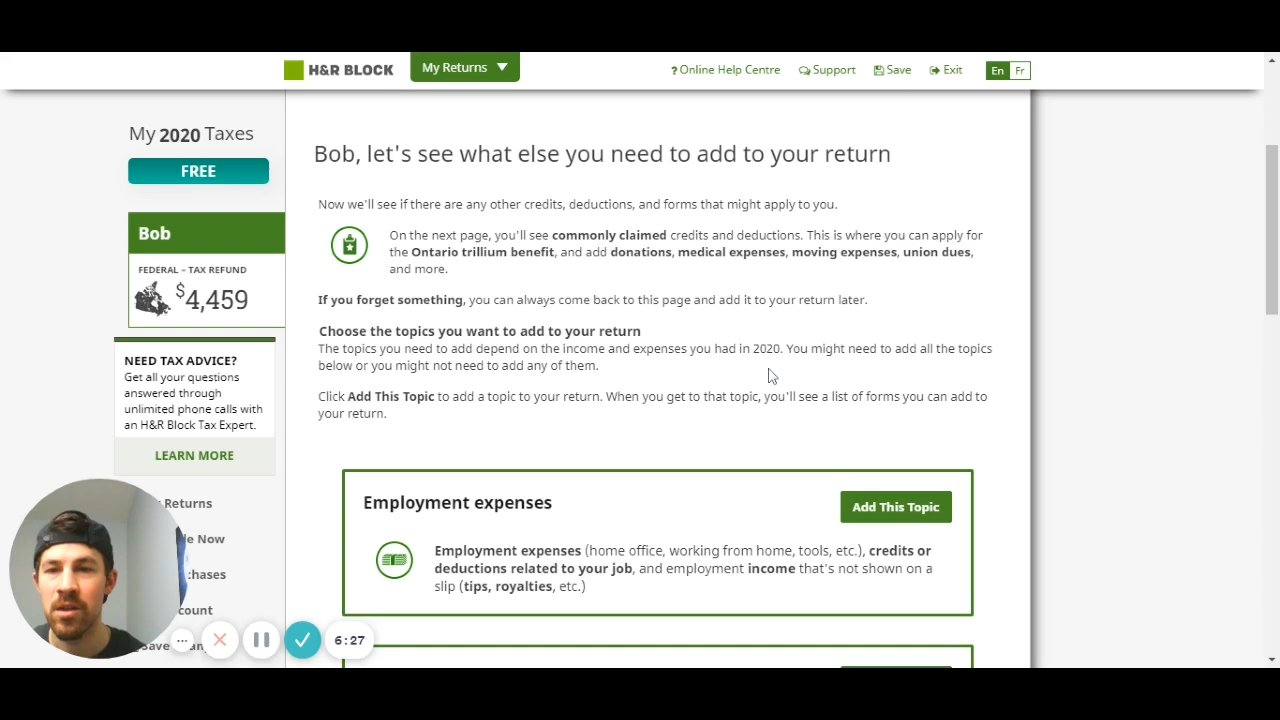 H&R BLOCK
My Returns
? Online Help Centre
Support
Save
Exit
En
Fr
My 2020 Taxes
FREE
Bob
FEDERAL – TAX REFUND
$4,459
NEED TAX ADVICE?
Get all your questions
answered through
unlimited phone calls with
an H&R Block Tax Expert.
LEARN MORE
Returns
Now
count
Save
Bob, let's see what else you need to add to your return
Now we'll see if there are any other credits, deductions, and forms that might apply to you.
On the next page, you'll see commonly claimed credits and deductions. This is where you can apply for
the Ontario trillium benefit, and add donations, medical expenses, moving expenses, union dues,
and more.
If you forget something, you can always come back to this page and add it to your return later.
Choose the topics you want to add to your return
The topics you need to add depend on the income and expenses you had in 2020. You might need to add all the topics
below or you might not need to add any of them.
Click Add This Topic to add a topic to your return. When you get to that topic, you'll see a list of forms you can add to
your return.
Employment expenses
Add This Topic
Employment expenses (home office, working from home, tools, etc.), credits or
deductions related to your job, and employment income that's not shown on a
slip (tips, royalties, etc.)
6:27